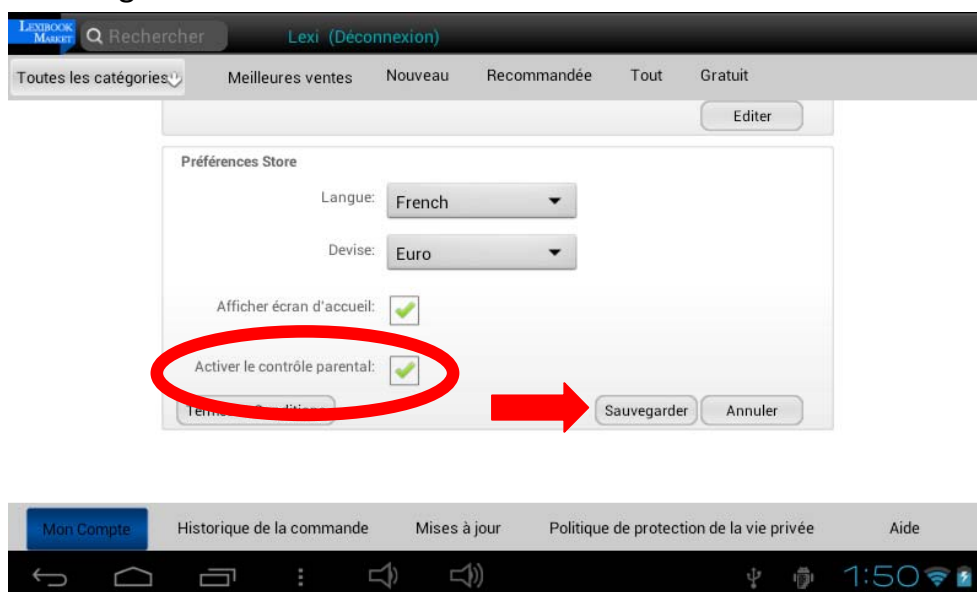 LEXIBOOK
MARKET
Rechercher
Lexi (Déconnexion)
Toutes les catégories
Meilleures ventes
Nouveau
Recommandée
Tout
Gratuit
Editer
Préférences Store
Langue:
French
Devise:
Euro
Afficher écran d'accueil:
Activer le contrôle parental:
Sauvegarder
Annuler
Mon Compte
Historique de la commande
Mises à jour
Politique de protection de la vie privée
Aide
1:50